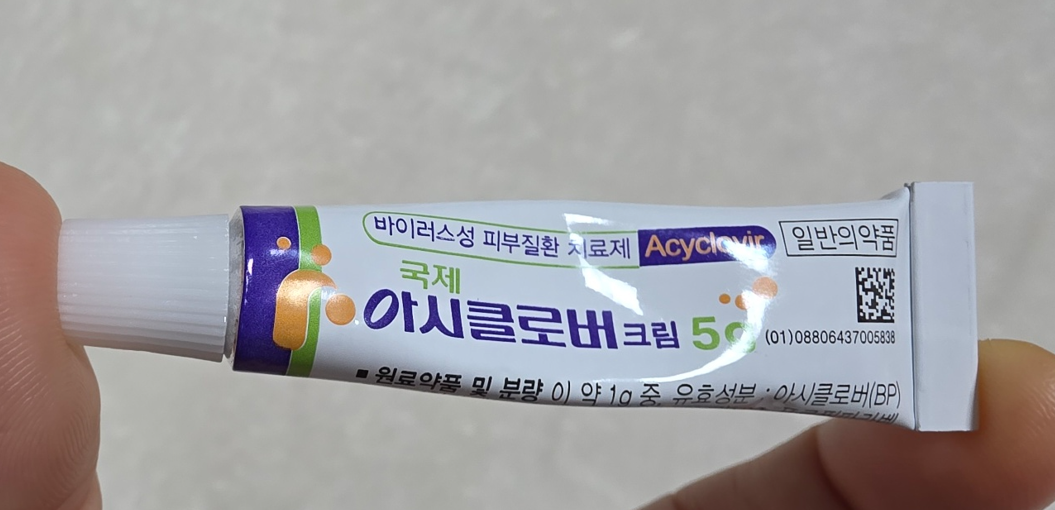 바이러스성 피부질환 치료제 Acyclovir
일반의약품
국제
아시클로버크림 5g
(01)08806437005838
■ 원료약품 및 분량 이 약 1g 중, 유효성분 : 아시클로버(BP)